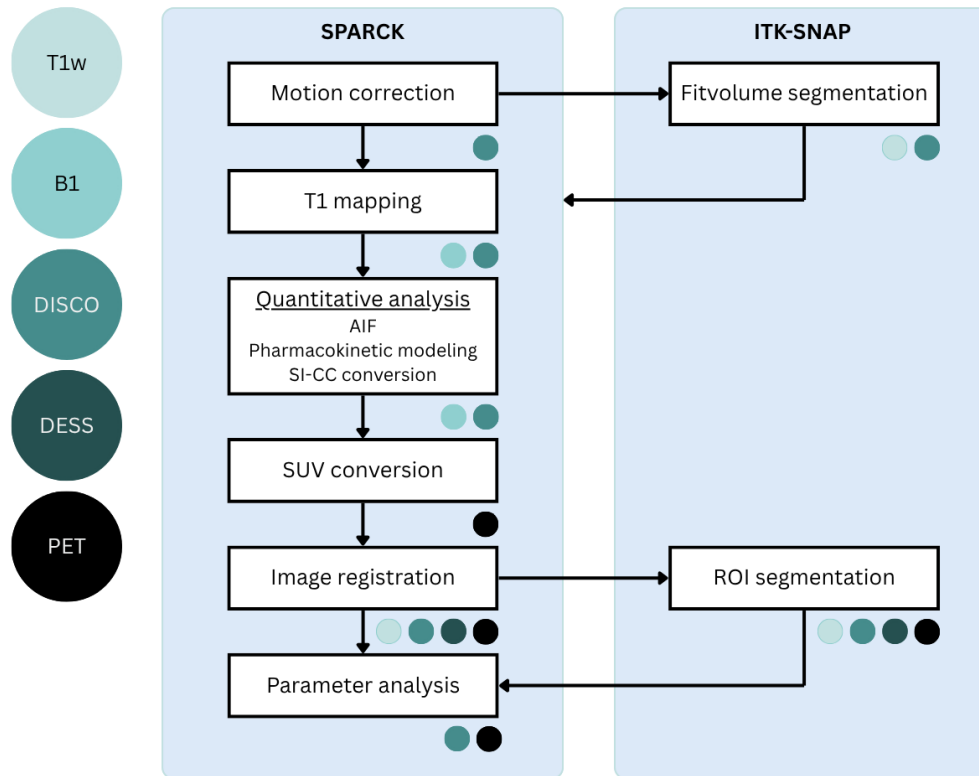 T1w
B1
DISCO
DESS
PET
SPARCK
Motion correction
T1 mapping
Quantitative analysis
AIF
Pharmacokinetic modeling
SI-CC conversion
SUV conversion
Image registration
Parameter analysis
ITK-SNAP
Fitvolume segmentation
ROI segmentation